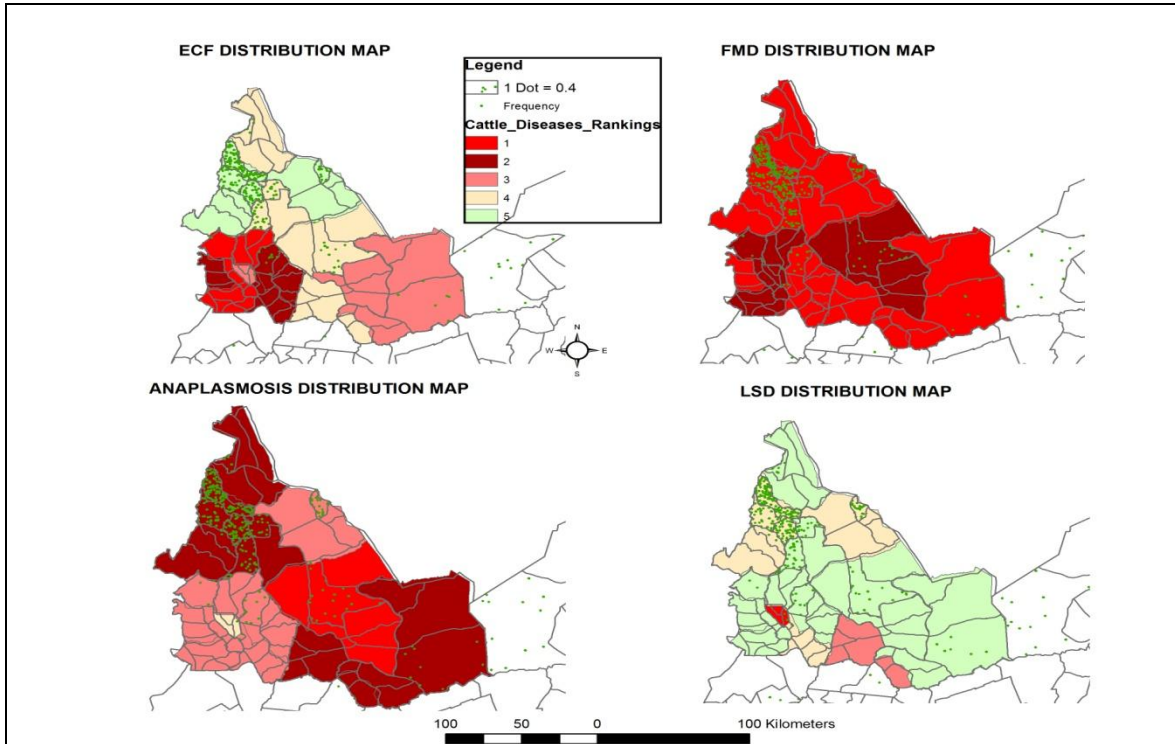 ECF DISTRIBUTION MAP
FMD DISTRIBUTION MAP
Legend
1 Dot = 0.4
Frequency
Cattle_Diseases_Rankings
1
2
3
4
5
N
W E
S
ANAPLASMOSIS DISTRIBUTION MAP
LSD DISTRIBUTION MAP
100 50 0 100 Kilometers